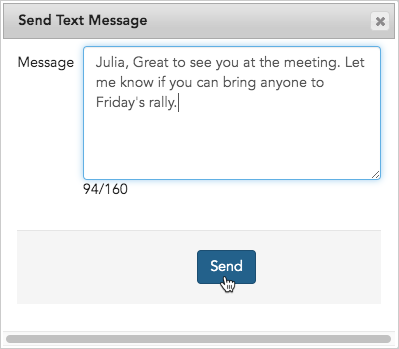 Send Text Message
Message
Julia, Great to see you at the meeting. Let
me know if you can bring anyone to
Friday's rally.
94/160
Send